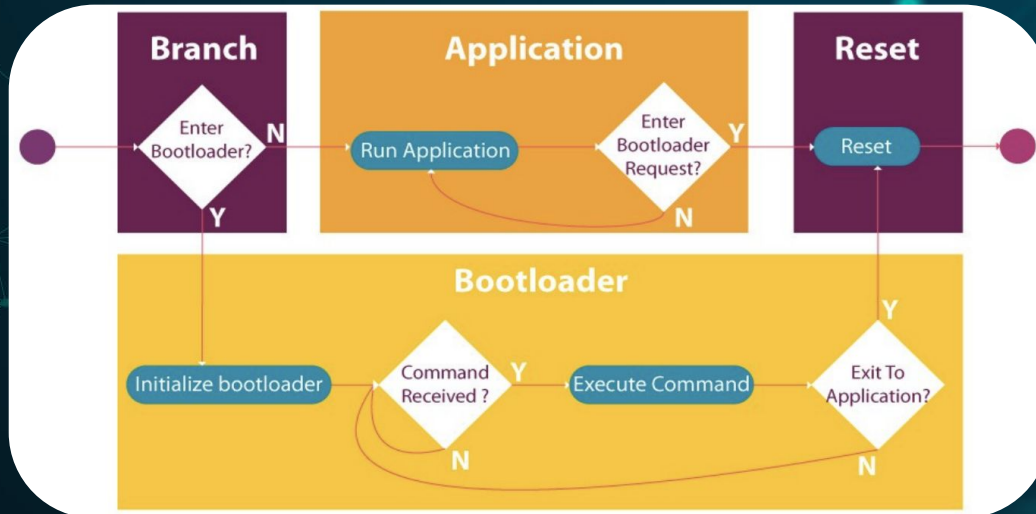 Branch
Application
Reset
Enter
Bootloader?
N
Y
Run Application
Enter
Bootloader
Request?
Y
N
Reset
Bootloader
Initialize bootloader
Command
Received ?
Y
N
Execute Command
Exit To
Application?
Y
N